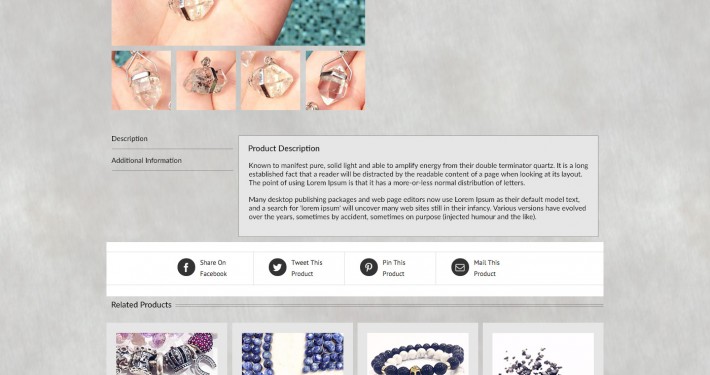 Description
Additional Information
Product Description
Known to manifest pure, solid light and able to amplify energy from their double terminator quartz. It is a long
established fact that a reader will be distracted by the readable content of a page when looking at its layout.
The point of using Lorem Ipsum is that it has a more-or-less normal distribution of letters.
Many desktop publishing packages and web page editors now use Lorem Ipsum as their default model text,
and a search for 'lorem ipsum' will uncover many web sites still in their infancy. Various versions have evolved
over the years, sometimes by accident, sometimes on purpose (injected humour and the like).
Share On
Facebook
Tweet This
Product
Pin This
Product
Mail This
Product
Related Products